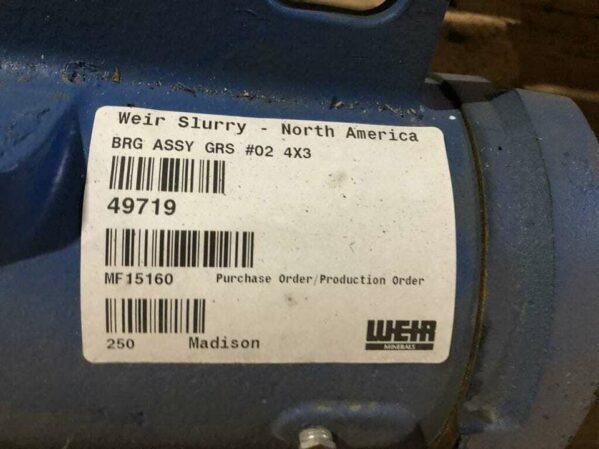 Weir Slurry - North America
BRG ASSY GRS #02 4X3
49719
MF15160 Purchase Order/Production Order
250 Madison
WEIR
MINERALS